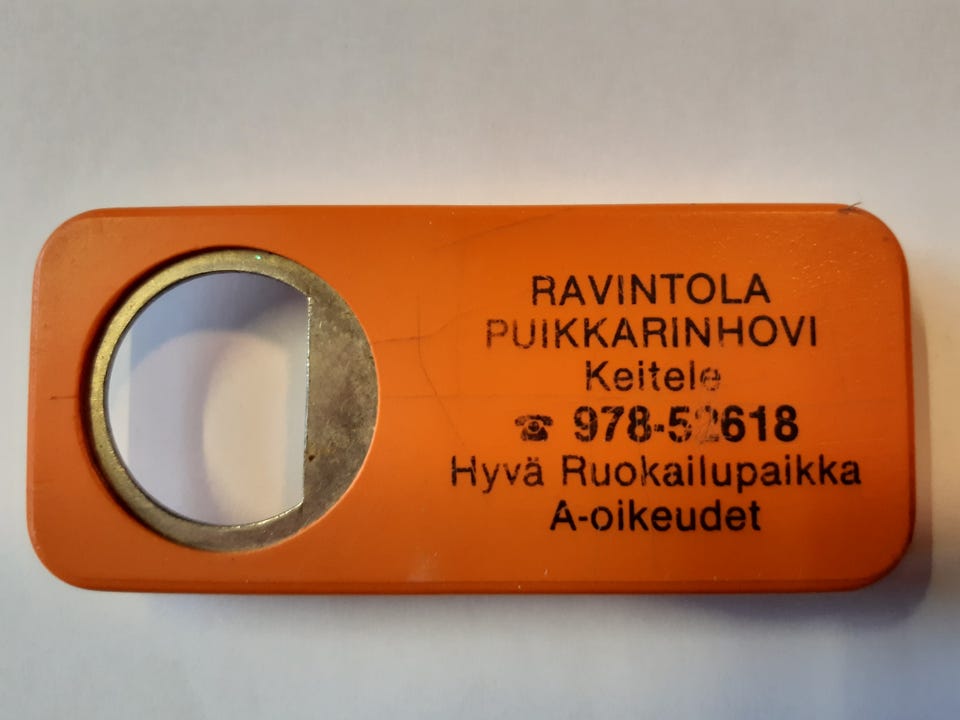 RAVINTOLA
PUIKKARINHOVI
Keitele
☎ 978-52618
Hyvä Ruokailupaikka
A-oikeudet